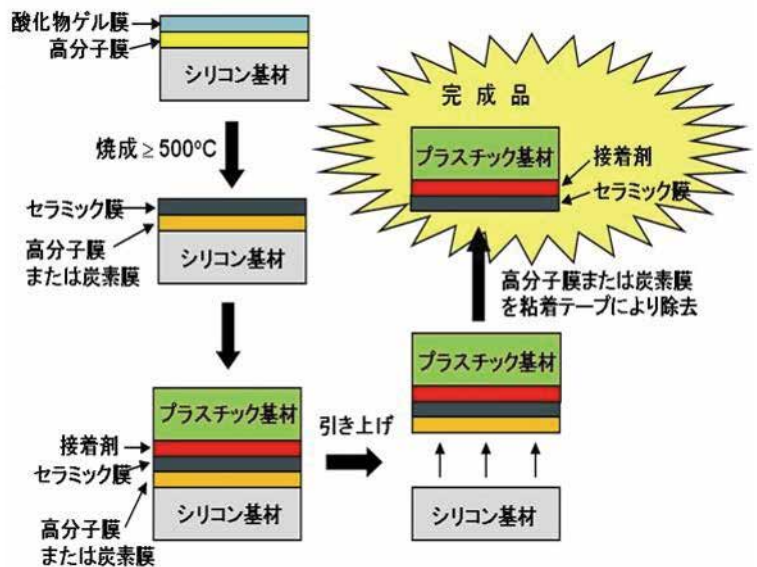 酸化物ゲル膜
高分子膜
シリコン基材
焼成 ≥ 500℃
セラミック膜
高分子膜
または炭素膜
シリコン基材
プラスチック基材
接着剤
セラミック膜
高分子膜
または炭素膜
シリコン基材
引き上げ
プラスチック基材
シリコン基材
高分子膜または炭素膜
を粘着テープにより除去
完成品
プラスチック基材
接着剤
セラミック膜